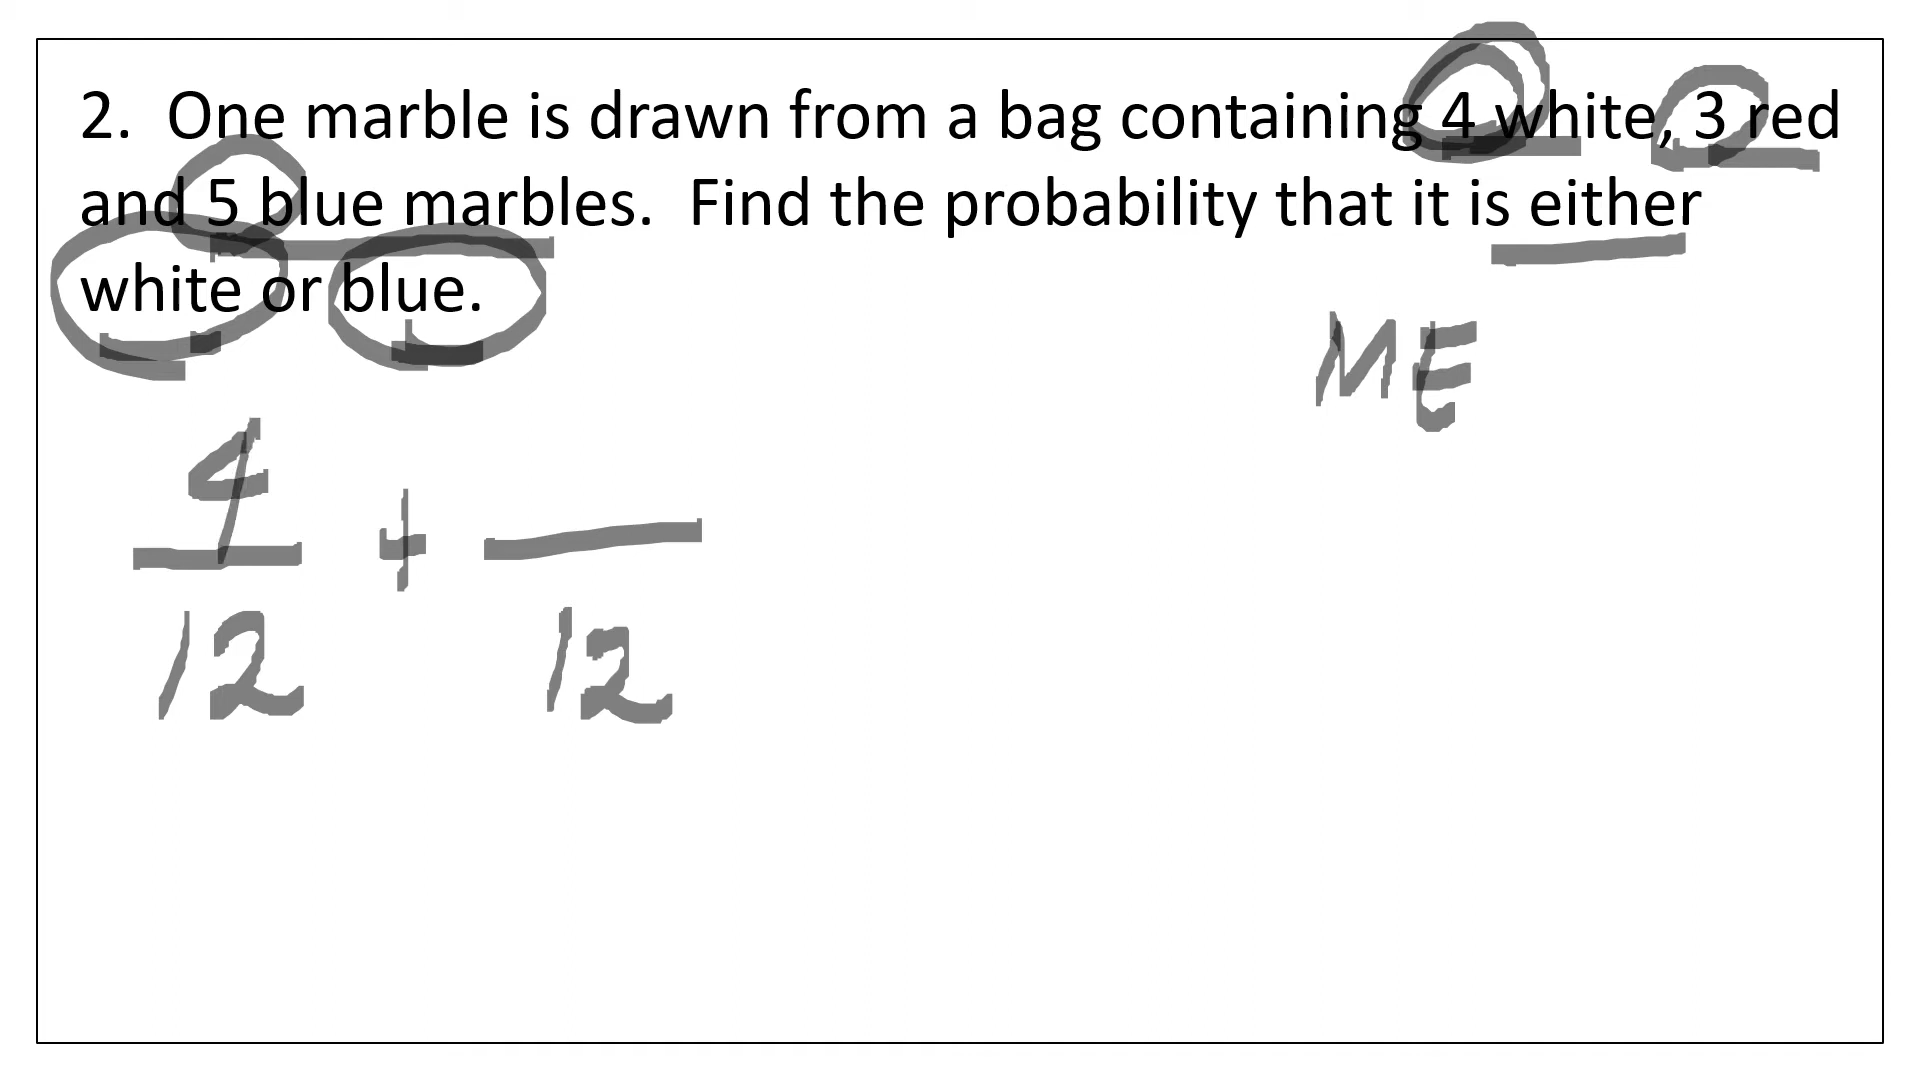 2. One marble is drawn from a bag containing 4 white, 3 red
and 5 blue marbles. Find the probability that it is either
white or blue.
ME
4
+
12 12